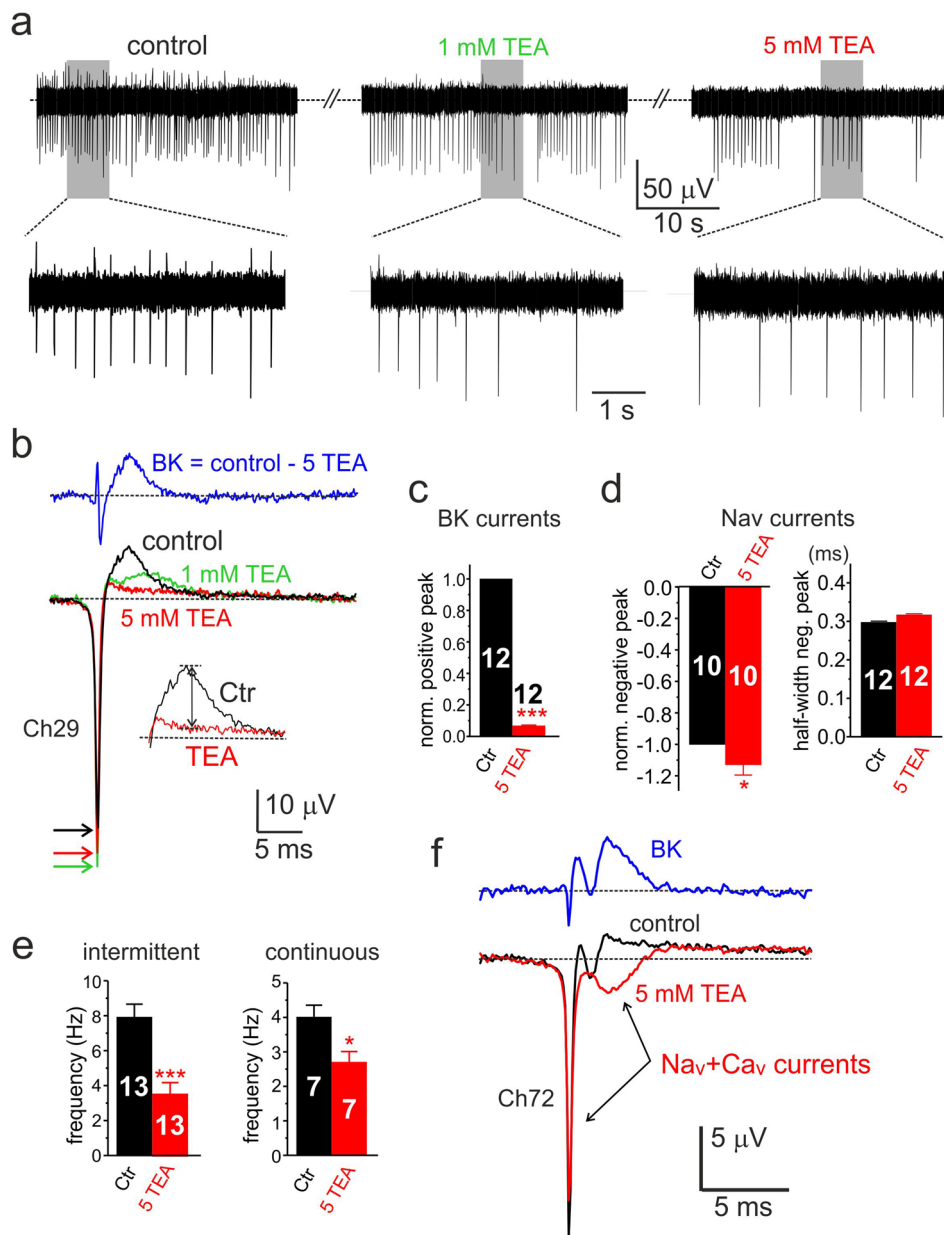 a
control
1 mM TEA
5 mM TEA
//
//
50 µV
10 s
1 s
b
BK = control - 5 TEA
control
1 mM TEA
5 mM TEA
Ctr
TEA
Ch29
10 µV
5 ms
c
BK currents
norm. positive peak
1.0
0.8
0.6
0.4
0.2
0.0
12
12
***
Ctr
5 TEA
d
Nav currents
Ctr
5 TEA
norm. negative peak
0.0
-0.2
-0.4
-0.6
-0.8
-1.0
-1.2
10
10
*
(ms)
half-width neg. peak
0.4
0.3
0.2
0.1
0.0
12
12
Ctr
5 TEA
e
intermittent
frequency (Hz)
10
8
6
4
2
0
13
***
13
Ctr
5 TEA
continuous
frequency (Hz)
5
4
3
2
1
0
7
*
7
Ctr
5 TEA
f
BK
control
5 mM TEA
Nav+Cav currents
Ch72
5 µV
5 ms